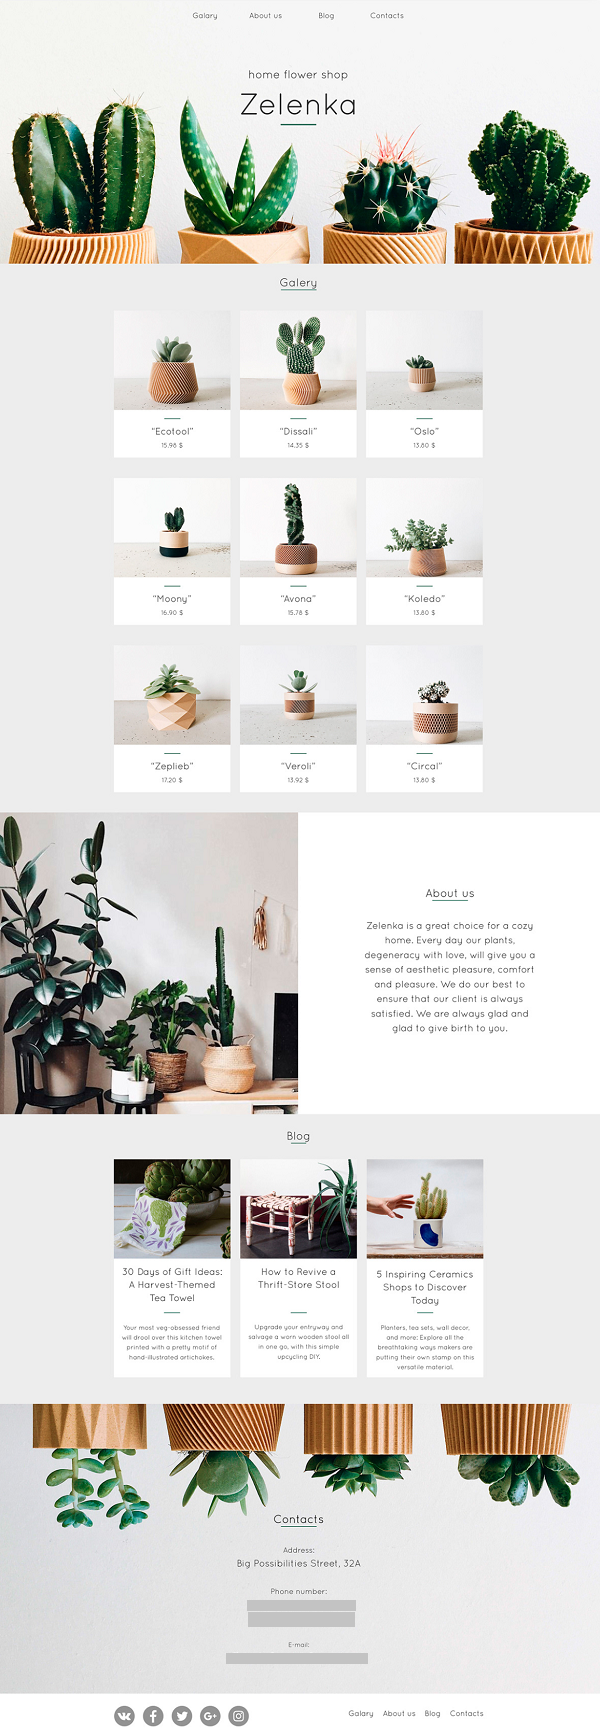 Galary About us Blog Contacts
home flower shop
Zelenka
Galery
"Ecotool" "Dissali" "Oslo"
15,98 $ 14,35 $ 13,80 $
"Moony" "Avona" "Koledo"
16,90 $ 15,78 $ 13,80 $
"Zeplieb" "Veroli" "Circal"
17,20 $ 13,92 $ 13,80 $
About us
Zelenka is a great choice for a cozy
home. Every day our plants,
degeneracy with love, will give you a
sense of aesthetic pleasure, comfort
and pleasure. We do our best to
ensure that our client is always
satisfied. We are always glad and
glad to give birth to you.
Blog
30 Days of Gift Ideas:
A Harvest-Themed
Tea Towel
Your most veg-obsessed friend
will drool over this kitchen towel
printed with a pretty motif of
hand-illustrated artichokes.
How to Revive a
Thrift-Store Stool
Upgrade your entryway and
salvage a worn wooden stool all
in one go, with this simple
upcycling DIY.
5 Inspiring Ceramics
Shops to Discover
Today
Planters, tea sets, wall decor,
and more: Explore all the
breathtaking ways makers are
putting their own stamp on this
versatile material.
Contacts
Address:
Big Possibilities Street, 32A
Phone number:
E-mail:
Galary About us Blog Contacts